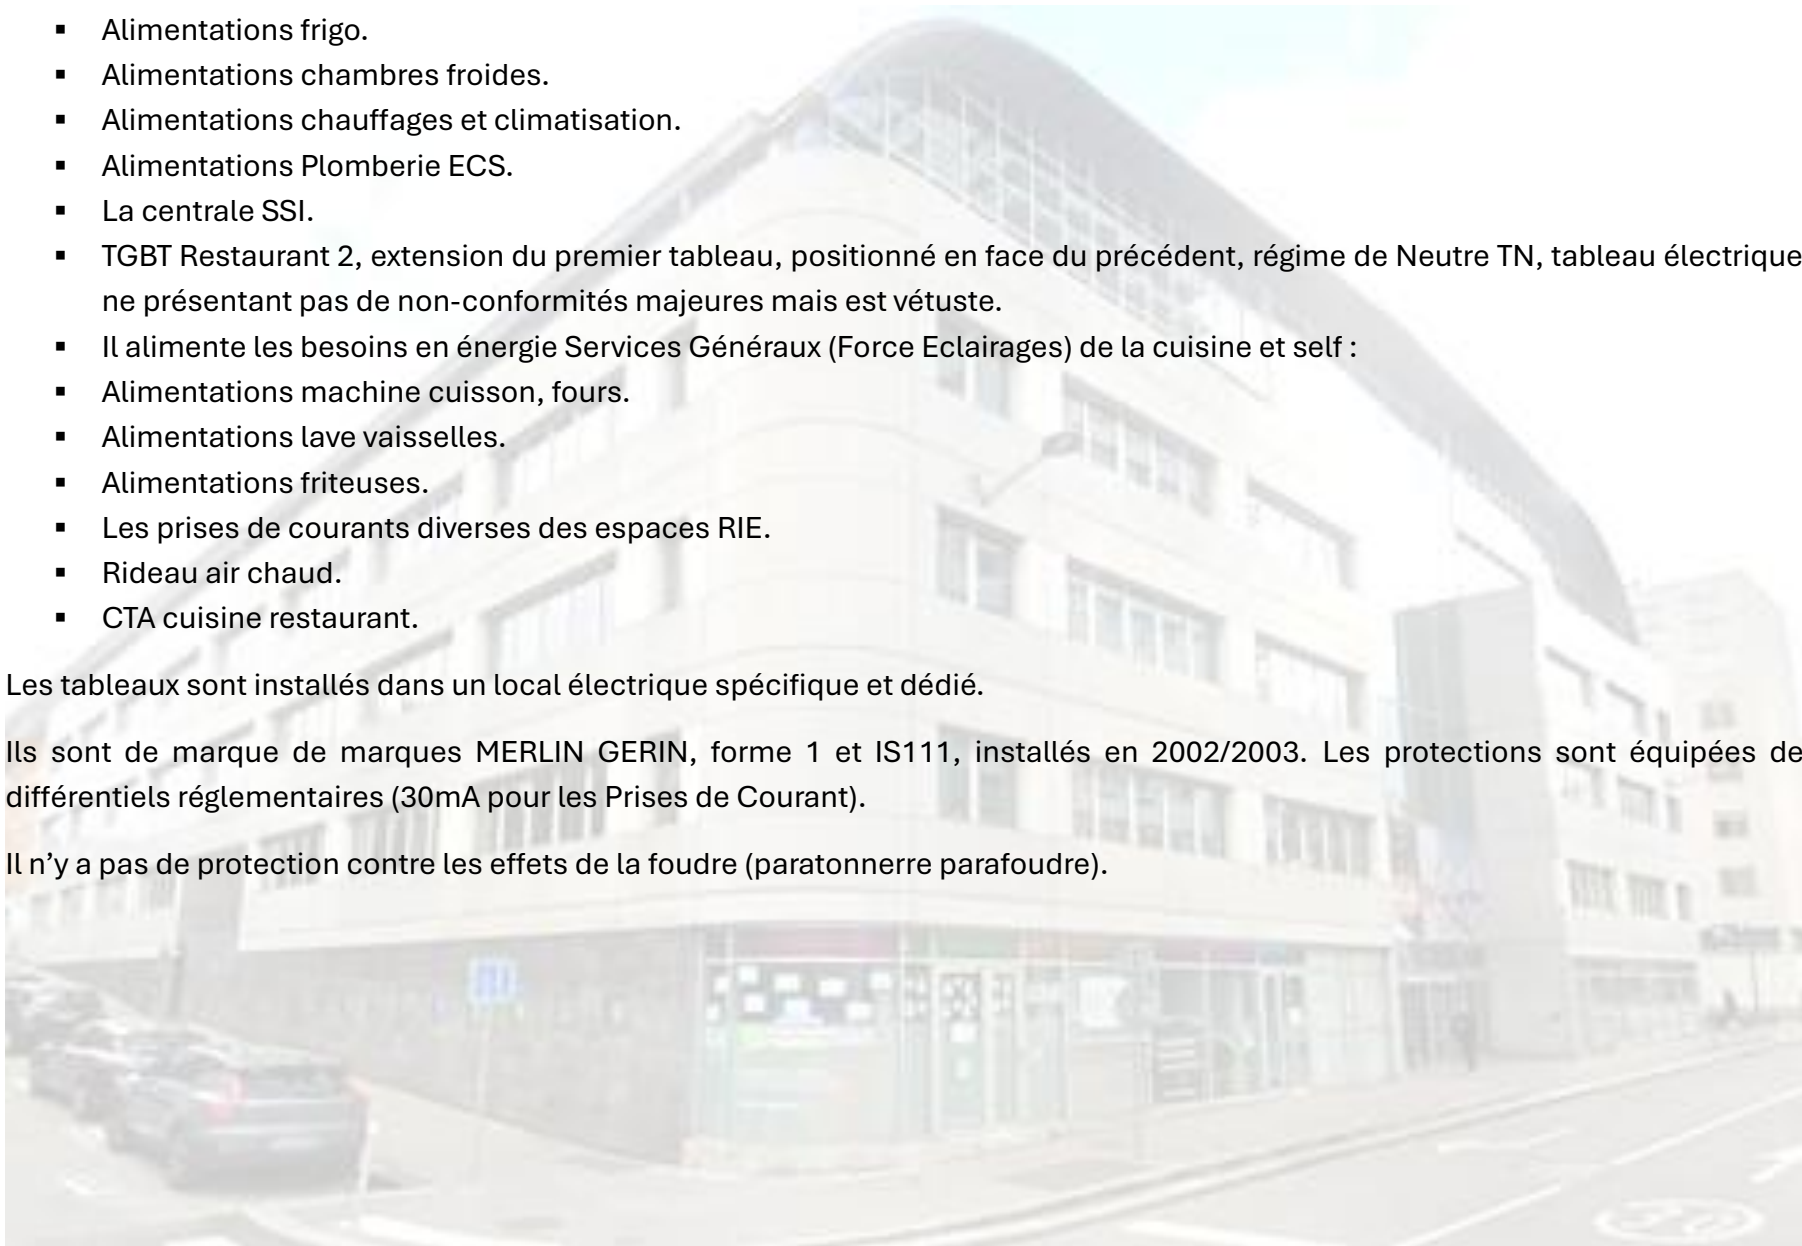 ▪ Alimentations frigo.
▪ Alimentations chambres froides.
▪ Alimentations chauffages et climatisation.
▪ Alimentations Plomberie ECS.
▪ La centrale SSI.
▪ TGBT Restaurant 2, extension du premier tableau, positionné en face du précédent, régime de Neutre TN, tableau électrique
ne présentant pas de non-conformités majeures mais est vétuste.
▪ Il alimente les besoins en énergie Services Généraux (Force Eclairages) de la cuisine et self :
▪ Alimentations machine cuisson, fours.
▪ Alimentations lave vaisselles.
▪ Alimentations friteuses.
▪ Les prises de courants diverses des espaces RIE.
▪ Rideau air chaud.
▪ CTA cuisine restaurant.
Les tableaux sont installés dans un local électrique spécifique et dédié.
Ils sont de marque de marques MERLIN GERIN, forme 1 et IS111, installés en 2002/2003. Les protections sont équipées de
différentiels réglementaires (30mA pour les Prises de Courant).
Il n’y a pas de protection contre les effets de la foudre (paratonnerre parafoudre).